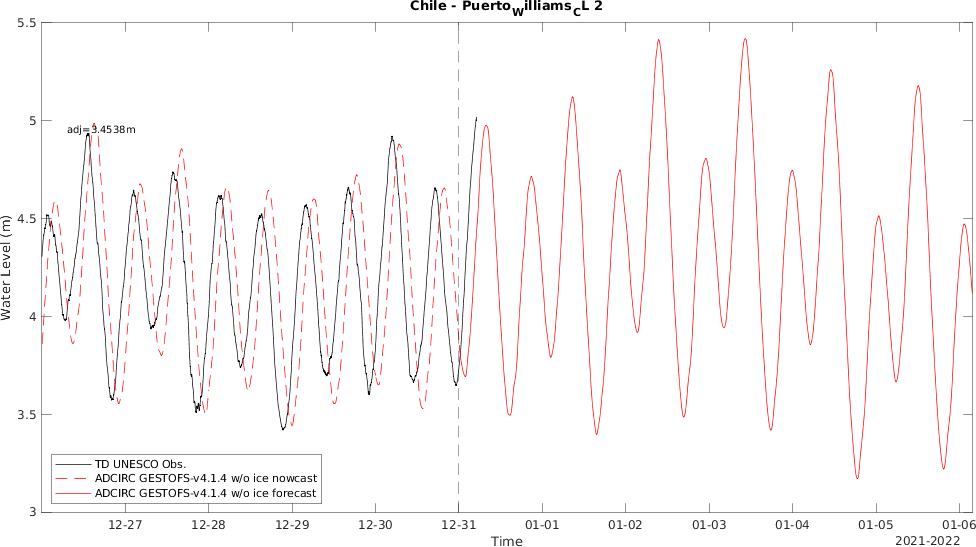 Chile - PuertoWilliamsCL 2
5.5
5
4.5
4
3.5
3
Water Level (m)
adj=3.4538m
TD UNESCO Obs.
ADCIRC GESTOFS-v4.1.4 w/o ice nowcast
ADCIRC GESTOFS-v4.1.4 w/o ice forecast
12-27 12-28 12-29 12-30 12-31 01-01 01-02 01-03 01-04 01-05 01-06
Time
2021-2022